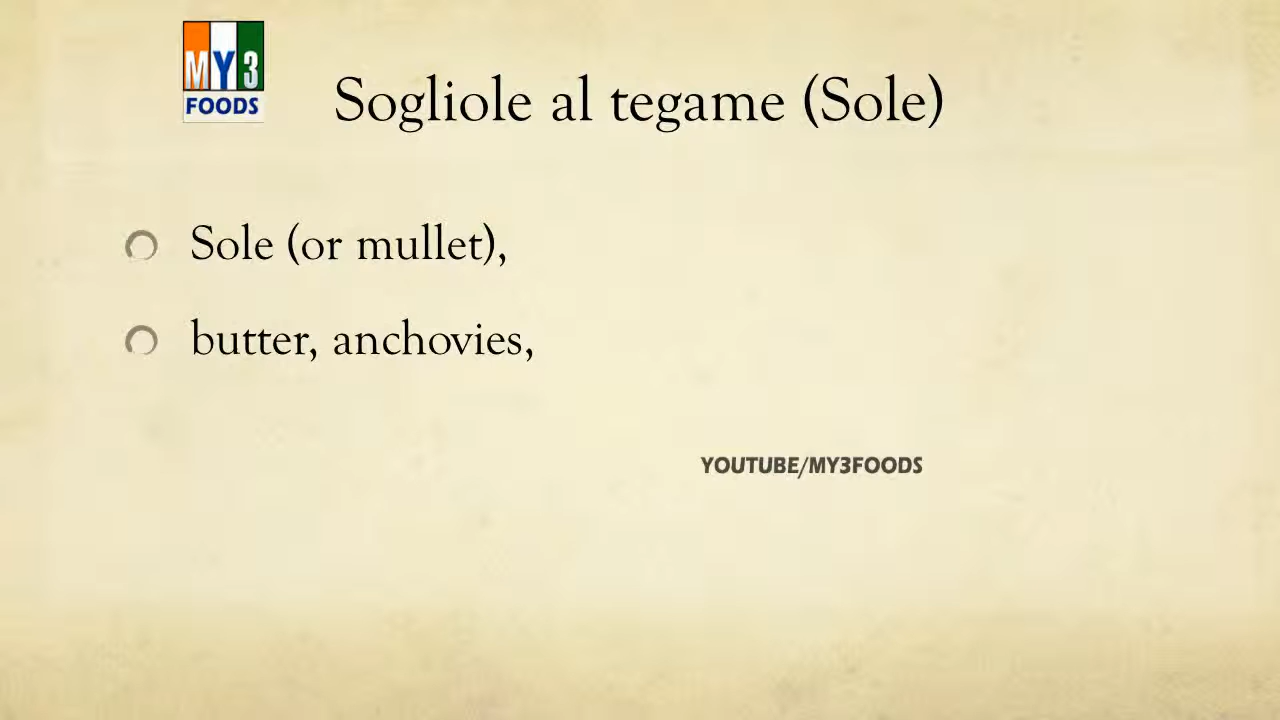 MY3
FOODS
Sogliole al tegame (Sole)
Sole (or mullet),
butter, anchovies,
YOUTUBE/MY3FOODS